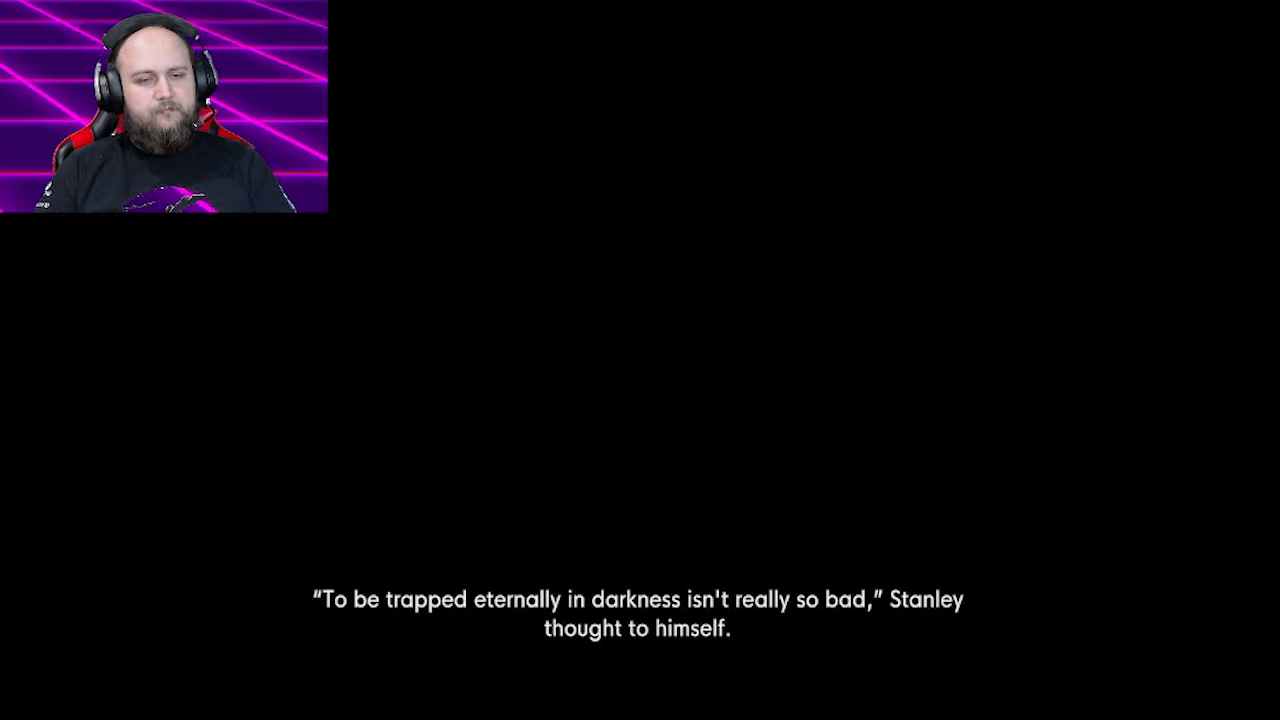 “To be trapped eternally in darkness isn't really so bad,” Stanley
thought to himself.